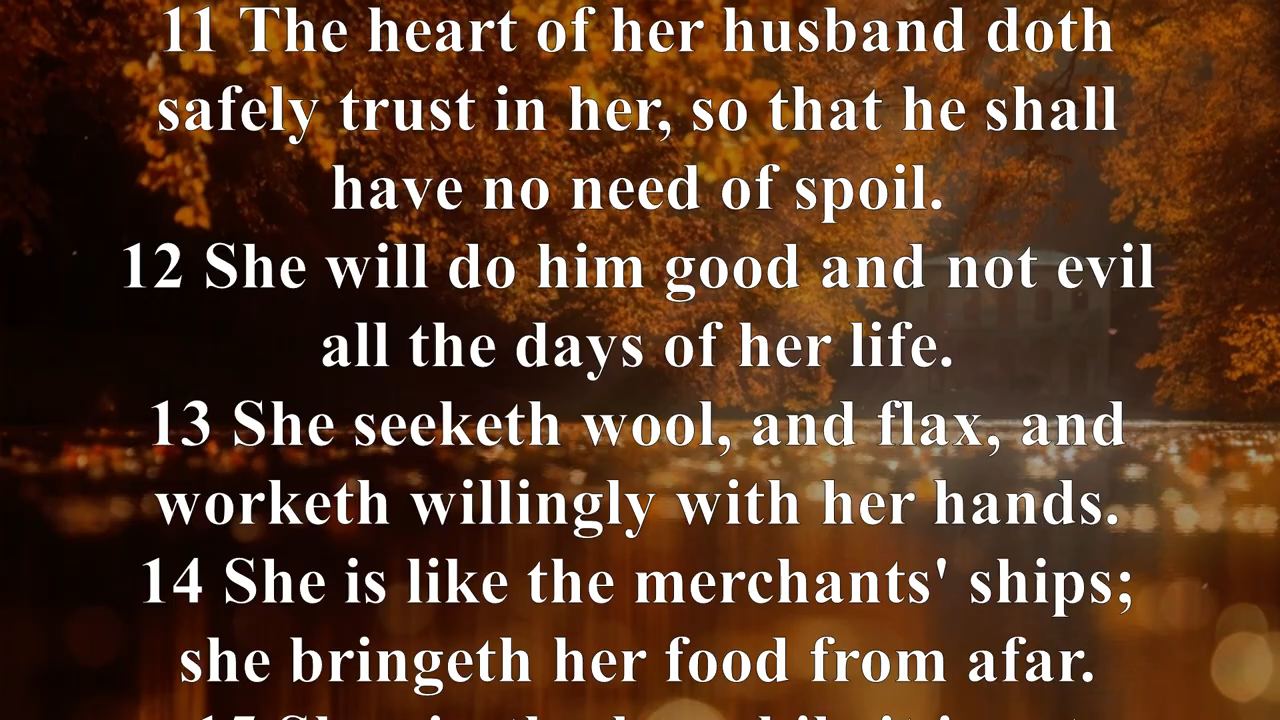 11 The heart of her husband doth
safely trust in her, so that he shall
have no need of spoil.
12 She will do him good and not evil
all the days of her life.
13 She seeketh wool, and flax, and
worketh willingly with her hands.
14 She is like the merchants' ships;
she bringeth her food from afar.